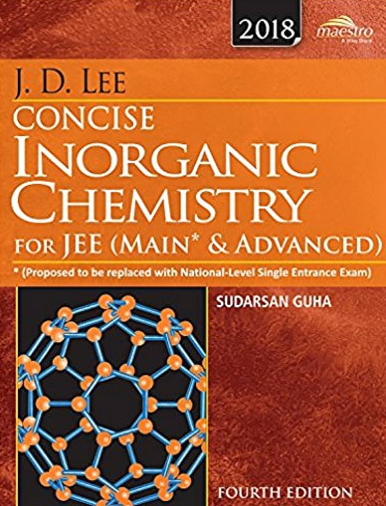 2018
maestro
A Wiley Brand
J. D. LEE
CONCISE
INORGANIC
CHEMISTRY
FOR JEE (MAIN* & ADVANCED)
* (Proposed to be replaced with National-Level Single Entrance Exam)
SUDARSAN GUHA
FOURTH EDITION